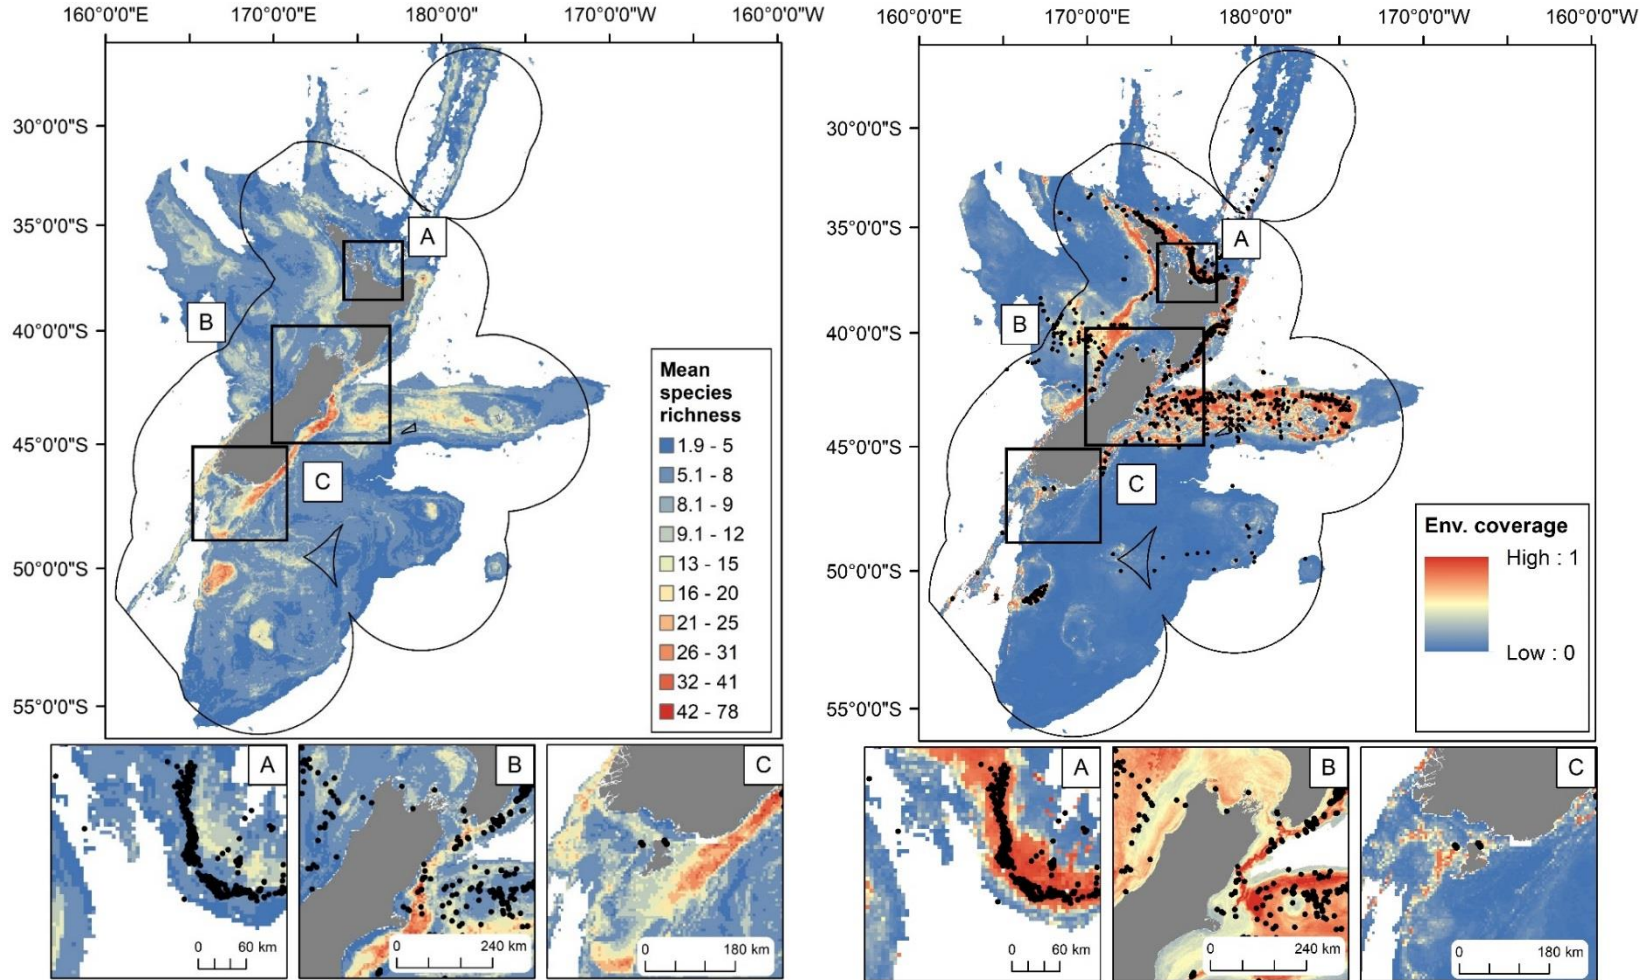 160°0'0"E 170°0'0"E 180°0'0" 170°0'0"W 160°0'0"W
30°0'0"S
35°0'0"S
40°0'0"S
45°0'0"S
50°0'0"S
55°0'0"S
A
B
C
Mean
species
richness
1.9 - 5
5.1 - 8
8.1 - 9
9.1 - 12
13 - 15
16 - 20
21 - 25
26 - 31
32 - 41
42 - 78
A
0 60 km
B
0 240 km
C
0 180 km
160°0'0"E 170°0'0"E 180°0'0" 170°0'0"W 160°0'0"W
30°0'0"S
35°0'0"S
40°0'0"S
45°0'0"S
50°0'0"S
55°0'0"S
A
B
C
Env. coverage
High : 1
Low : 0
A
0 60 km
B
0 240 km
C
0 180 km